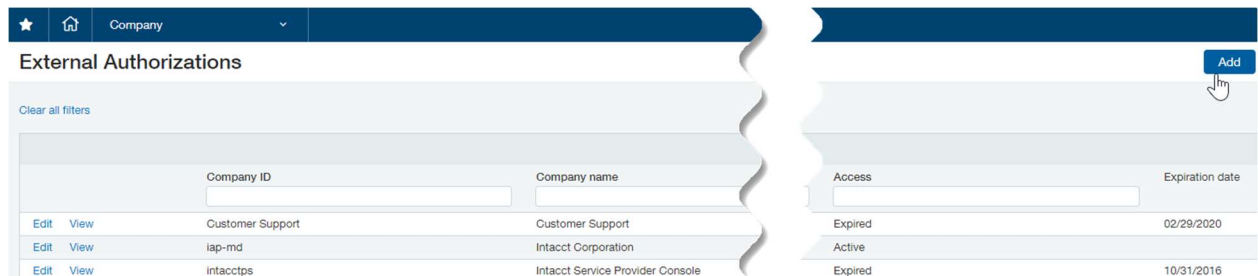 Company
External Authorizations
Add
Clear all filters
Company ID Company name Access Expiration date
Edit View Customer Support Customer Support Expired 02/29/2020
Edit View iap-md Intacct Corporation Active
Edit View intacctps Intacct Service Provider Console Expired 10/31/2016